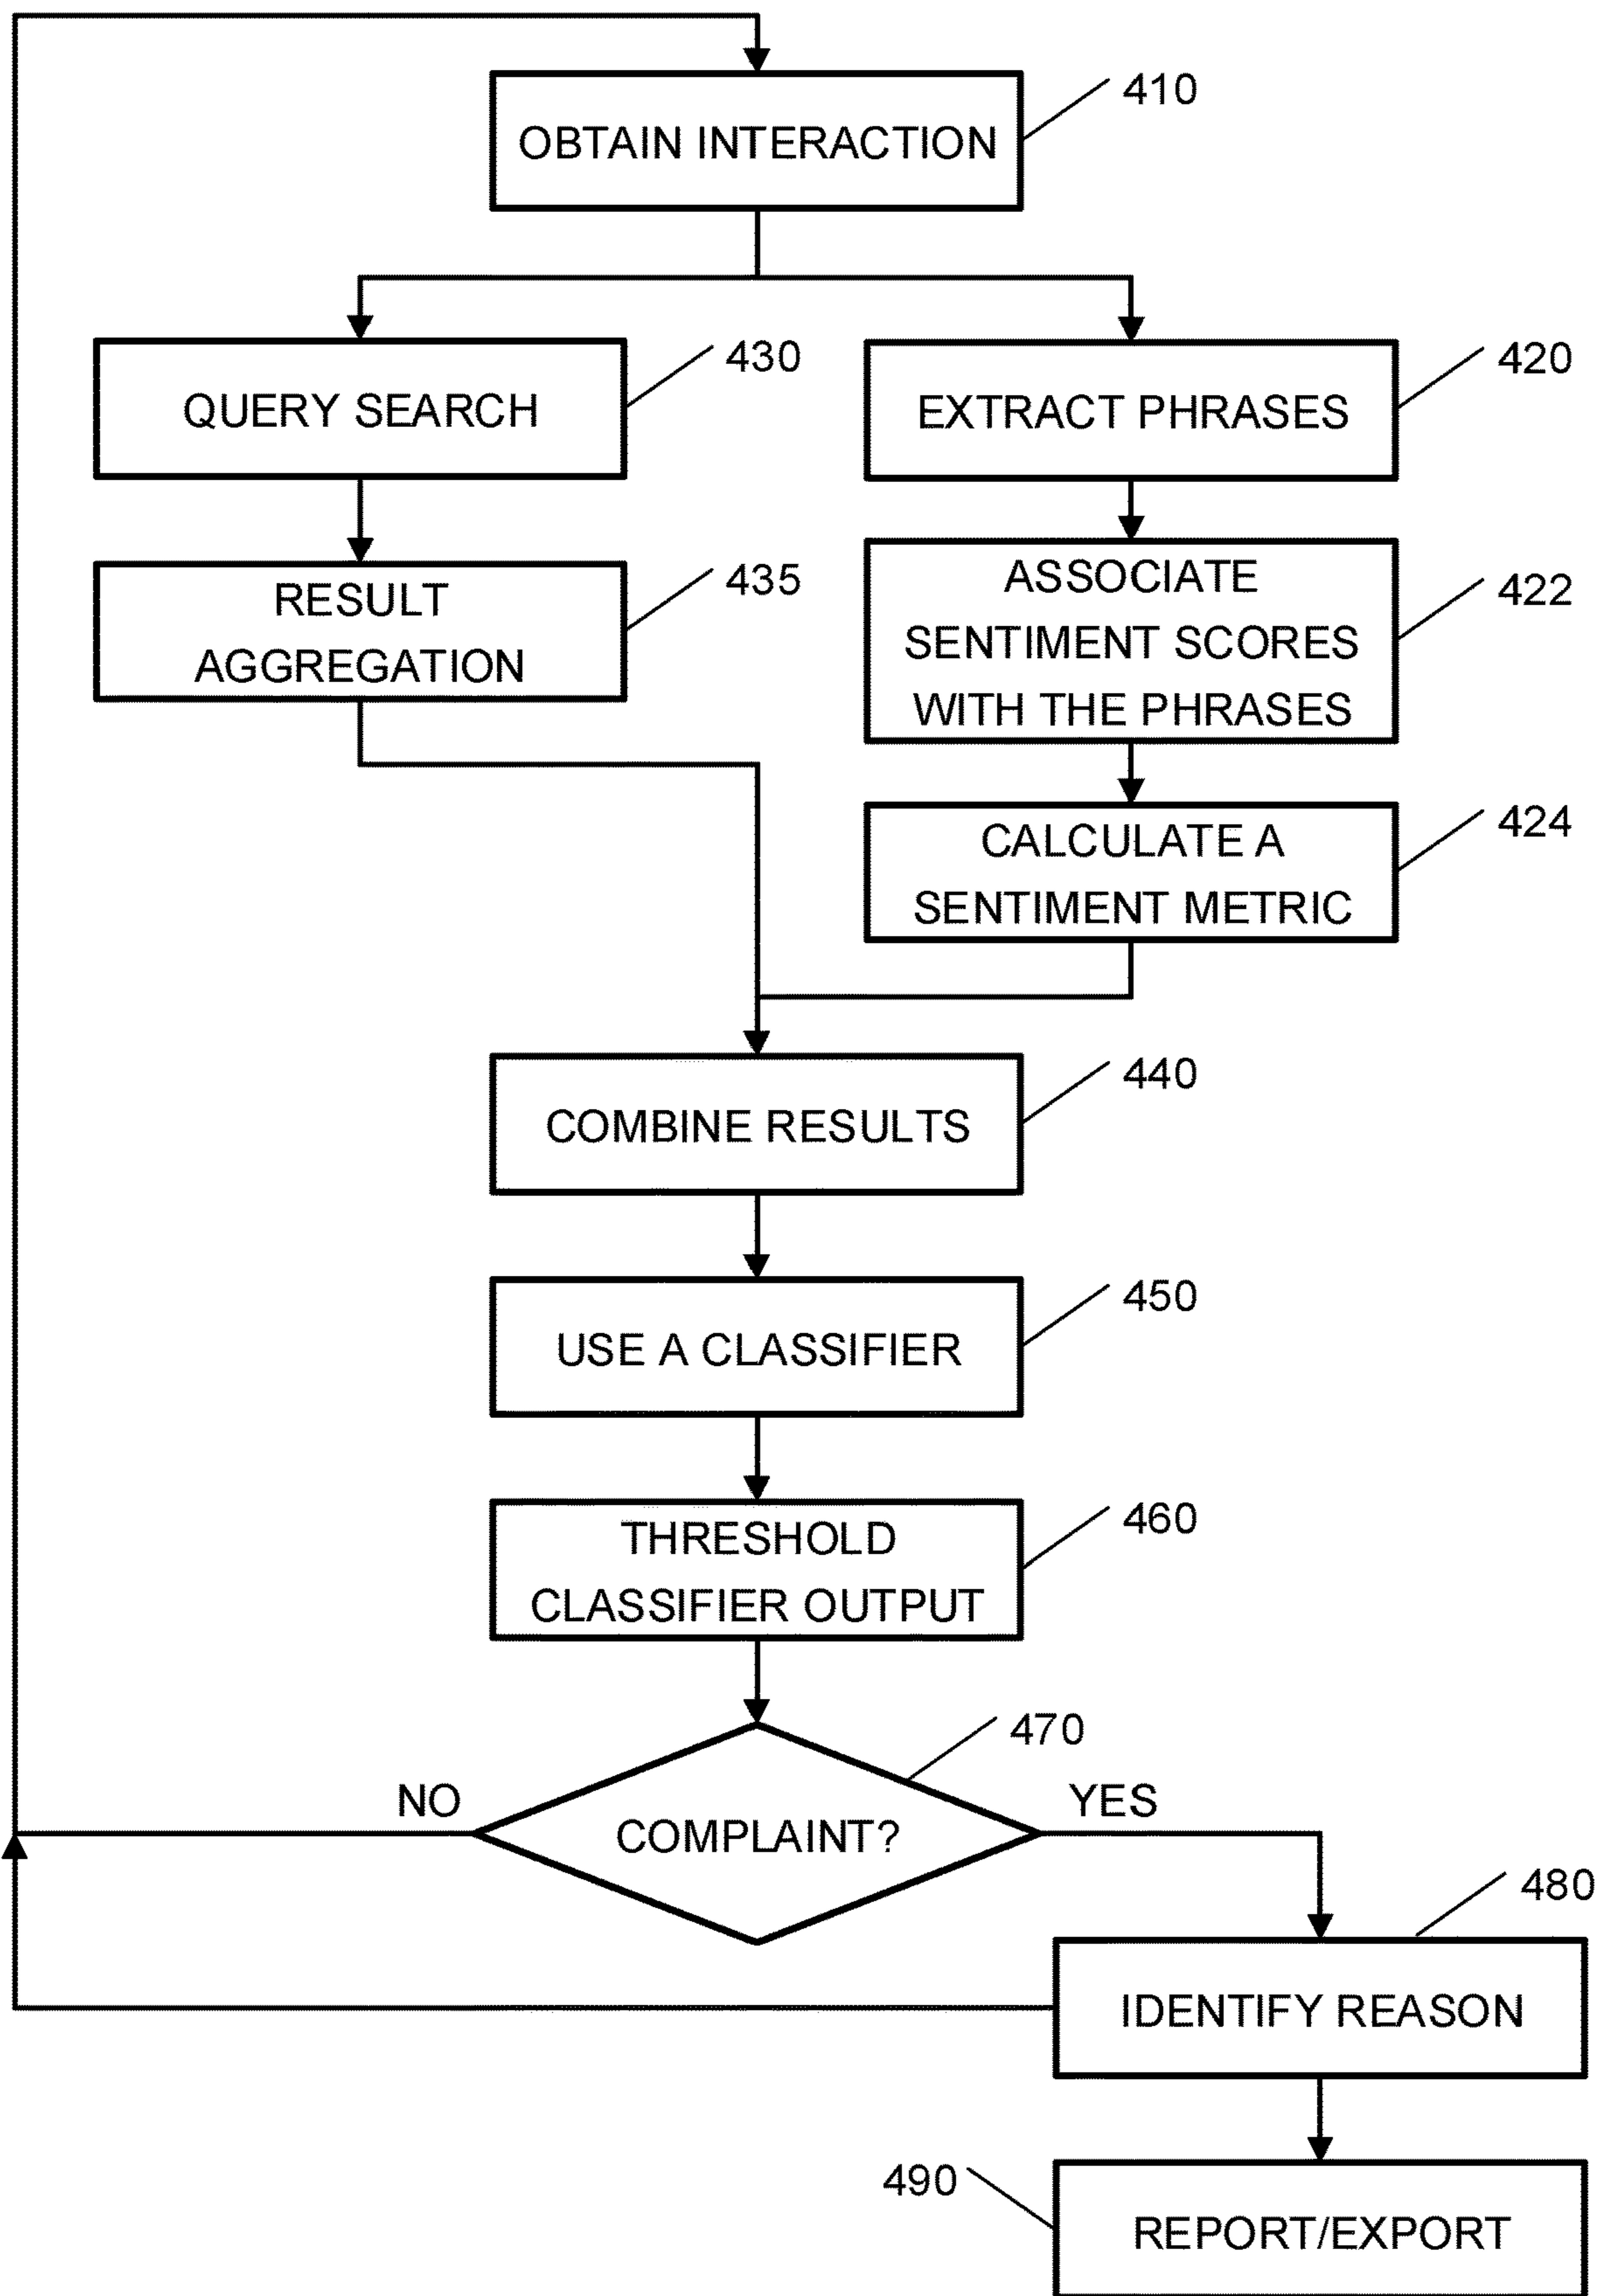 410
OBTAIN INTERACTION
430
QUERY SEARCH
420
EXTRACT PHRASES
435
RESULT
AGGREGATION
422
ASSOCIATE
SENTIMENT SCORES
WITH THE PHRASES
424
CALCULATE A
SENTIMENT METRIC
440
COMBINE RESULTS
450
USE A CLASSIFIER
460
THRESHOLD
CLASSIFIER OUTPUT
470
NO
YES
COMPLAINT?
480
IDENTIFY REASON
490
REPORT/EXPORT